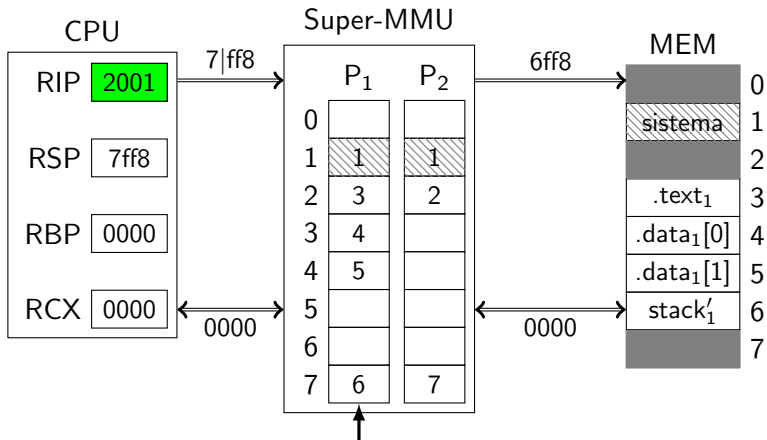 CPU
RIP 2001
RSP 7ff8
RBP 0000
RCX 0000
7|ff8
0000
Super-MMU
P₁ P₂
0
1 1 1
2 3 2
3 4
4 5
5
6
7 6 7
6ff8
0000
MEM
0
sistema 1
2
.text₁ 3
.data₁[0] 4
.data₁[1] 5
stack′₁ 6
7